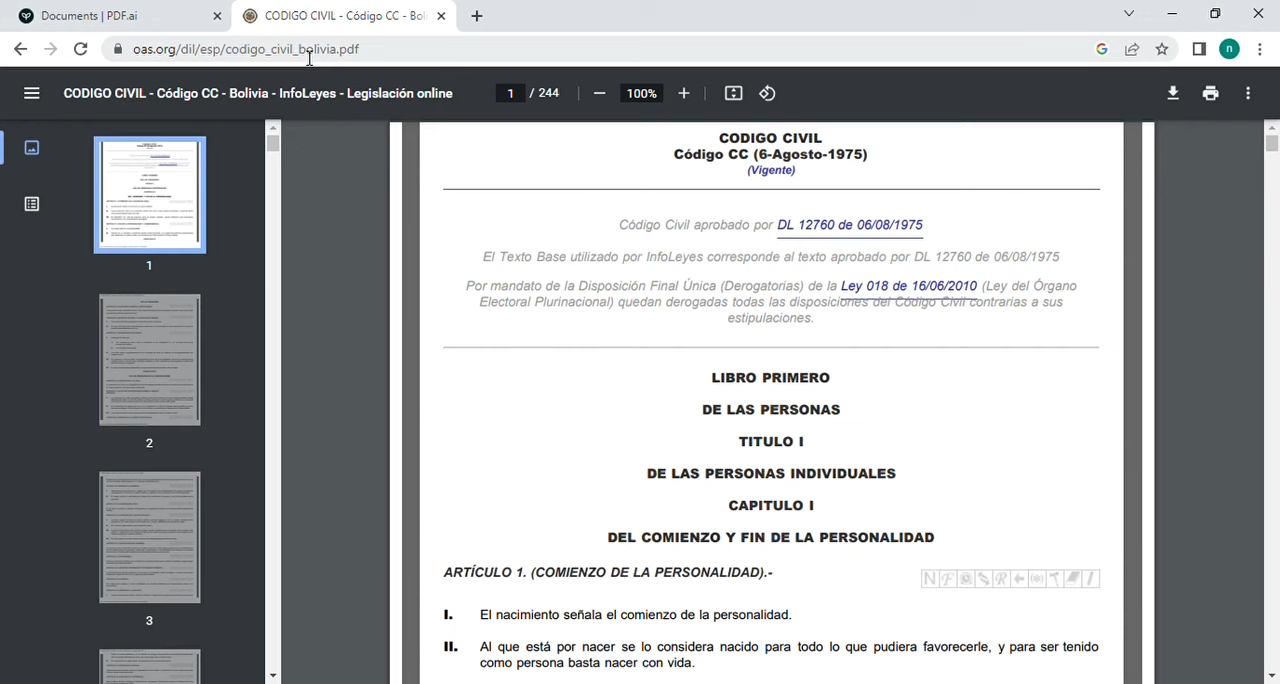 Documents | PDF.ai
CODIGO CIVIL - Código CC - Boli
oas.org/dil/esp/codigo_civil_bolivia.pdf
n
CODIGO CIVIL - Código CC - Bolivia - InfoLeyes - Legislación online
1 / 244
100%
1
2
3
CODIGO CIVIL
Código CC (6-Agosto-1975)
(Vigente)
Código Civil aprobado por DL 12760 de 06/08/1975
El Texto Base utilizado por InfoLeyes corresponde al texto aprobado por DL 12760 de 06/08/1975
Por mandato de la Disposición Final Única (Derogatorias) de la Ley 018 de 16/06/2010 (Ley del Órgano
Electoral Plurinacional) quedan derogadas todas las disposiciones del Código Civil contrarias a sus
estipulaciones.
LIBRO PRIMERO
DE LAS PERSONAS
TITULO I
DE LAS PERSONAS INDIVIDUALES
CAPITULO I
DEL COMIENZO Y FIN DE LA PERSONALIDAD
ARTÍCULO 1. (COMIENZO DE LA PERSONALIDAD).-
I. El nacimiento señala el comienzo de la personalidad.
II. Al que está por nacer se lo considera nacido para todo lo que pudiera favorecerle, y para ser tenido
como persona basta nacer con vida.